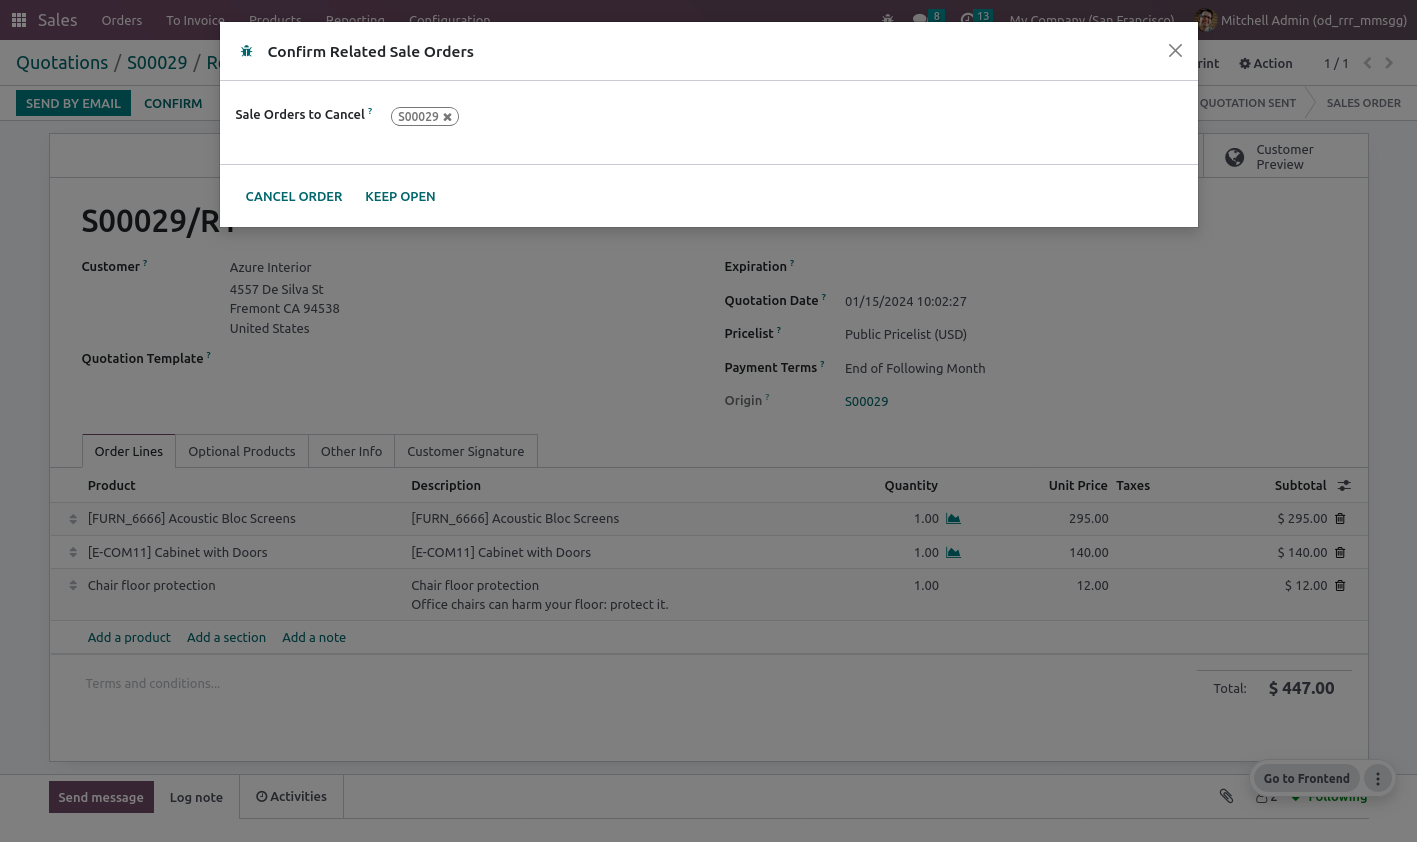 Sales Orders To Invoice Products Reporting Configuration 8 13 My Company (San Francisco) Mitchell Admin (od_rrr_mmsgg)
Confirm Related Sale Orders
Quotations / S00029 /
Action 1 / 1
SEND BY EMAIL CONFIRM
QUOTATION SENT SALES ORDER
Sale Orders to Cancel ? S00029 ✖
Customer
Preview
CANCEL ORDER KEEP OPEN
S00029/R1
Customer ? Azure Interior
4557 De Silva St
Fremont CA 94538
United States
Quotation Template ?
Expiration ?
Quotation Date ? 01/15/2024 10:02:27
Pricelist ? Public Pricelist (USD)
Payment Terms ? End of Following Month
Origin ? S00029
Order Lines Optional Products Other Info Customer Signature
Product Description Quantity Unit Price Taxes Subtotal
[FURN_6666] Acoustic Bloc Screens [FURN_6666] Acoustic Bloc Screens 1.00 295.00 $ 295.00
[E-COM11] Cabinet with Doors [E-COM11] Cabinet with Doors 1.00 140.00 $ 140.00
Chair floor protection Chair floor protection 1.00 12.00 $ 12.00
Office chairs can harm your floor: protect it.
Add a product Add a section Add a note
Terms and conditions...
Total: $ 447.00
Go to Frontend
Send message Log note Activities 2 Following